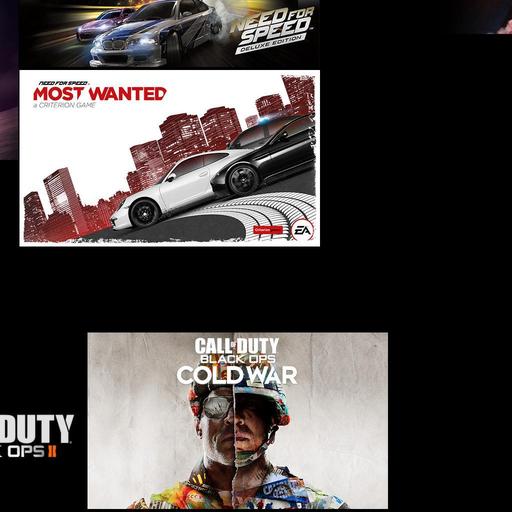 NEED FOR
SPEED
DELUXE EDITION
NEED FOR SPEED
MOST WANTED
a CRITERION GAME
Criterion
EA
CALL OF DUTY
BLACK OPS
COLD WAR
DUTY
OPS II